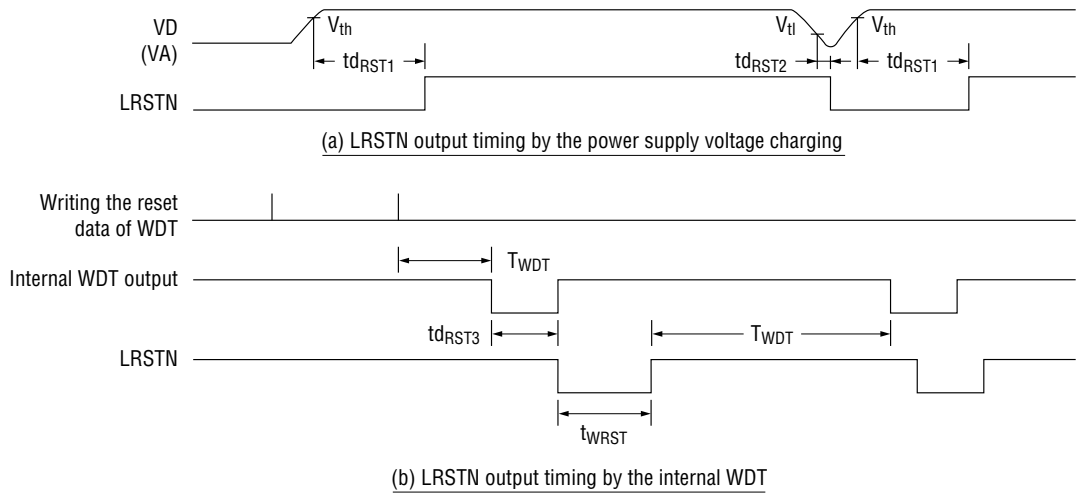 VD
(VA)
Vth
Vtl
Vth
tdRST1
tdRST2
tdRST1
LRSTN
(a) LRSTN output timing by the power supply voltage charging
Writing the reset
data of WDT
TWDT
Internal WDT output
tdRST3
TWDT
LRSTN
tWRST
(b) LRSTN output timing by the internal WDT